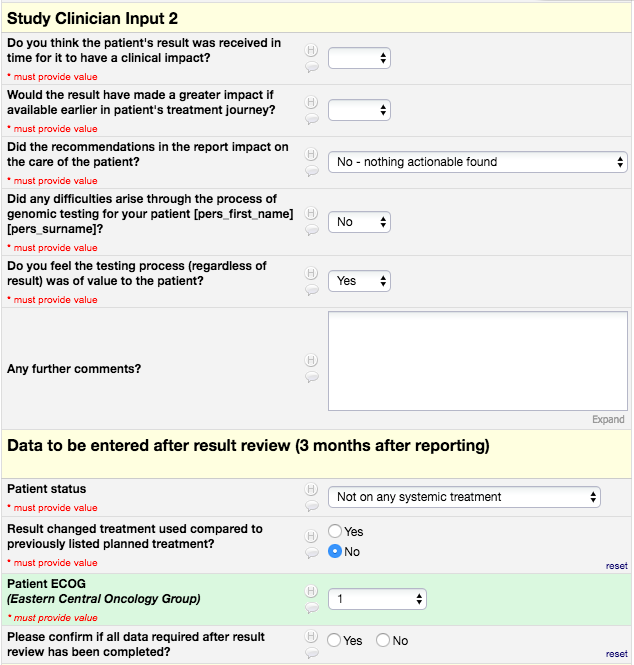 Study Clinician Input 2
Do you think the patient's result was received in
time for it to have a clinical impact?
* must provide value
H
Would the result have made a greater impact if
available earlier in patient's treatment journey?
* must provide value
H
Did the recommendations in the report impact on
the care of the patient?
* must provide value
H
No - nothing actionable found
Did any difficulties arise through the process of
genomic testing for your patient [pers_first_name]
[pers_surname]?
* must provide value
H
No
Do you feel the testing process (regardless of
result) was of value to the patient?
* must provide value
H
Yes
Any further comments?
H
Expand
Data to be entered after result review (3 months after reporting)
Patient status
* must provide value
H
Not on any systemic treatment
Result changed treatment used compared to
previously listed planned treatment?
* must provide value
H
Yes
No
reset
Patient ECOG
(Eastern Central Oncology Group)
* must provide value
H
1
Please confirm if all data required after result
review has been completed?
H
Yes No
reset